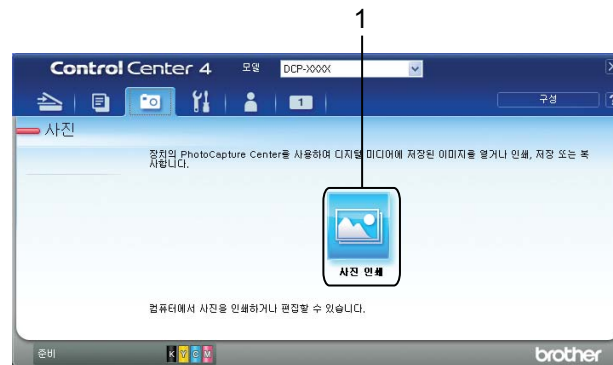 1
Control Center 4 모델 DCP-XXXX
1 구성 ?
사진
장치의 PhotoCapture Center를 사용하여 디지털 미디어에 저장된 이미지를 열거나 인쇄, 저장 또는 복
사합니다.
사진 인쇄
컴퓨터에서 사진을 인쇄하거나 편집할 수 있습니다.
준비 K Y C M brother